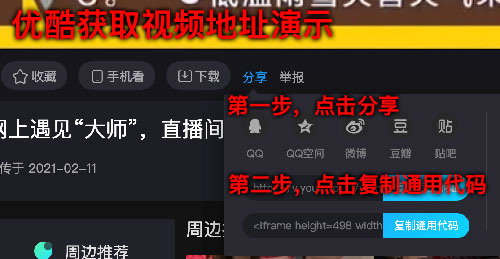 优酷获取视频地址演示
收藏 手机看 下载 分享 举报
第一步，点击分享
网上遇见“大师”，直播间
QQ QQ空间 微博 豆瓣 贴吧
传于 2021-02-11
第二步，点击复制通用代码
<iframe height=498 width 复制通用代码
周边
周边推荐